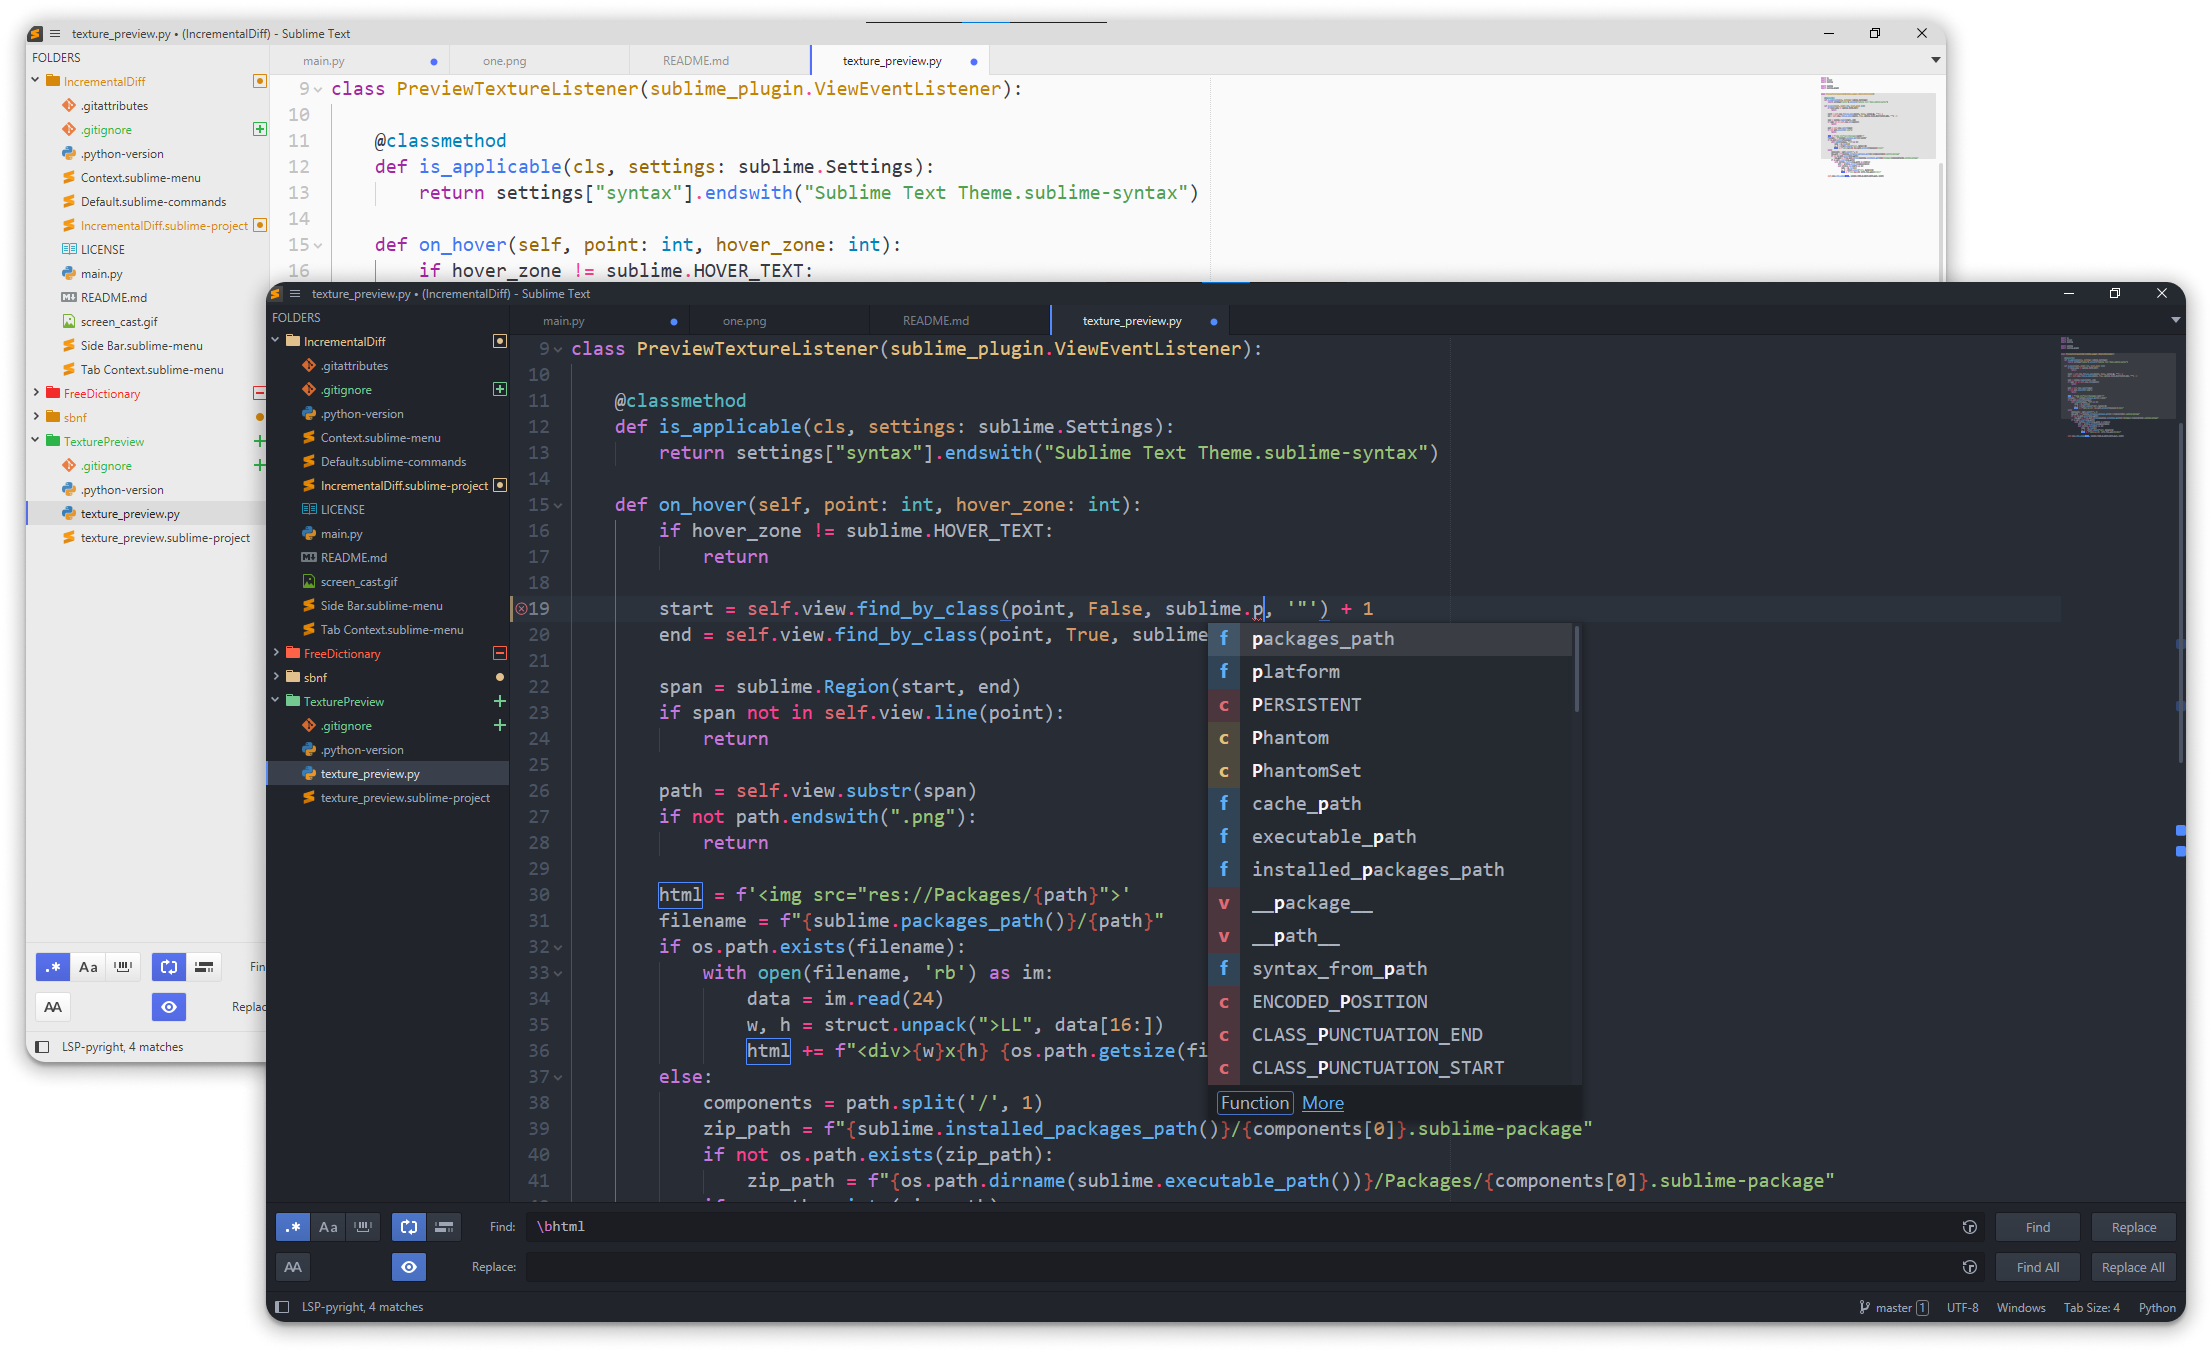 texture_preview.py • (IncrementalDiff) - Sublime Text
FOLDERS
IncrementalDiff
.gitattributes
.gitignore
.python-version
Context.sublime-menu
Default.sublime-commands
IncrementalDiff.sublime-project
LICENSE
main.py
README.md
screen_cast.gif
Side Bar.sublime-menu
Tab Context.sublime-menu
FreeDictionary
sbnf
TexturePreview
.gitignore
.python-version
texture_preview.py
texture_preview.sublime-project
main.py one.png README.md texture_preview.py
9 class PreviewTextureListener(sublime_plugin.ViewEventListener):
10
11 @classmethod
12 def is_applicable(cls, settings: sublime.Settings):
13 return settings["syntax"].endswith("Sublime Text Theme.sublime-syntax")
14
15 def on_hover(self, point: int, hover_zone: int):
16 if hover_zone != sublime.HOVER_TEXT:
.* Aa Fin
AA Replac
LSP-pyright, 4 matches
texture_preview.py • (IncrementalDiff) - Sublime Text
FOLDERS
IncrementalDiff
.gitattributes
.gitignore
.python-version
Context.sublime-menu
Default.sublime-commands
IncrementalDiff.sublime-project
LICENSE
main.py
README.md
screen_cast.gif
Side Bar.sublime-menu
Tab Context.sublime-menu
FreeDictionary
sbnf
TexturePreview
.gitignore
.python-version
texture_preview.py
texture_preview.sublime-project
main.py one.png README.md texture_preview.py
9 class PreviewTextureListener(sublime_plugin.ViewEventListener):
10
11 @classmethod
12 def is_applicable(cls, settings: sublime.Settings):
13 return settings["syntax"].endswith("Sublime Text Theme.sublime-syntax")
14
15 def on_hover(self, point: int, hover_zone: int):
16 if hover_zone != sublime.HOVER_TEXT:
17 return
18
19 start = self.view.find_by_class(point, False, sublime.p, '"') + 1
20 end = self.view.find_by_class(point, True, sublime
21
22 span = sublime.Region(start, end)
23 if span not in self.view.line(point):
24 return
25
26 path = self.view.substr(span)
27 if not path.endswith(".png"):
28 return
29
30 html = f'<img src="res://Packages/{path}">'
31 filename = f"{sublime.packages_path()}/{path}"
32 if os.path.exists(filename):
33 with open(filename, 'rb') as im:
34 data = im.read(24)
35 w, h = struct.unpack(">LL", data[16:])
36 html += f"<div>{w}x{h} {os.path.getsize(fi
37 else:
38 components = path.split('/', 1)
39 zip_path = f"{sublime.installed_packages_path()}/{components[0]}.sublime-package"
40 if not os.path.exists(zip_path):
41 zip_path = f"{os.path.dirname(sublime.executable_path())}/Packages/{components[0]}.sublime-package"
f packages_path
f platform
c PERSISTENT
c Phantom
c PhantomSet
f cache_path
f executable_path
f installed_packages_path
v __package__
v __path__
f syntax_from_path
c ENCODED_POSITION
c CLASS_PUNCTUATION_END
c CLASS_PUNCTUATION_START
Function More
.* Aa Find: \bhtml Find Replace
AA Replace: Find All Replace All
LSP-pyright, 4 matches master 1 UTF-8 Windows Tab Size: 4 Python